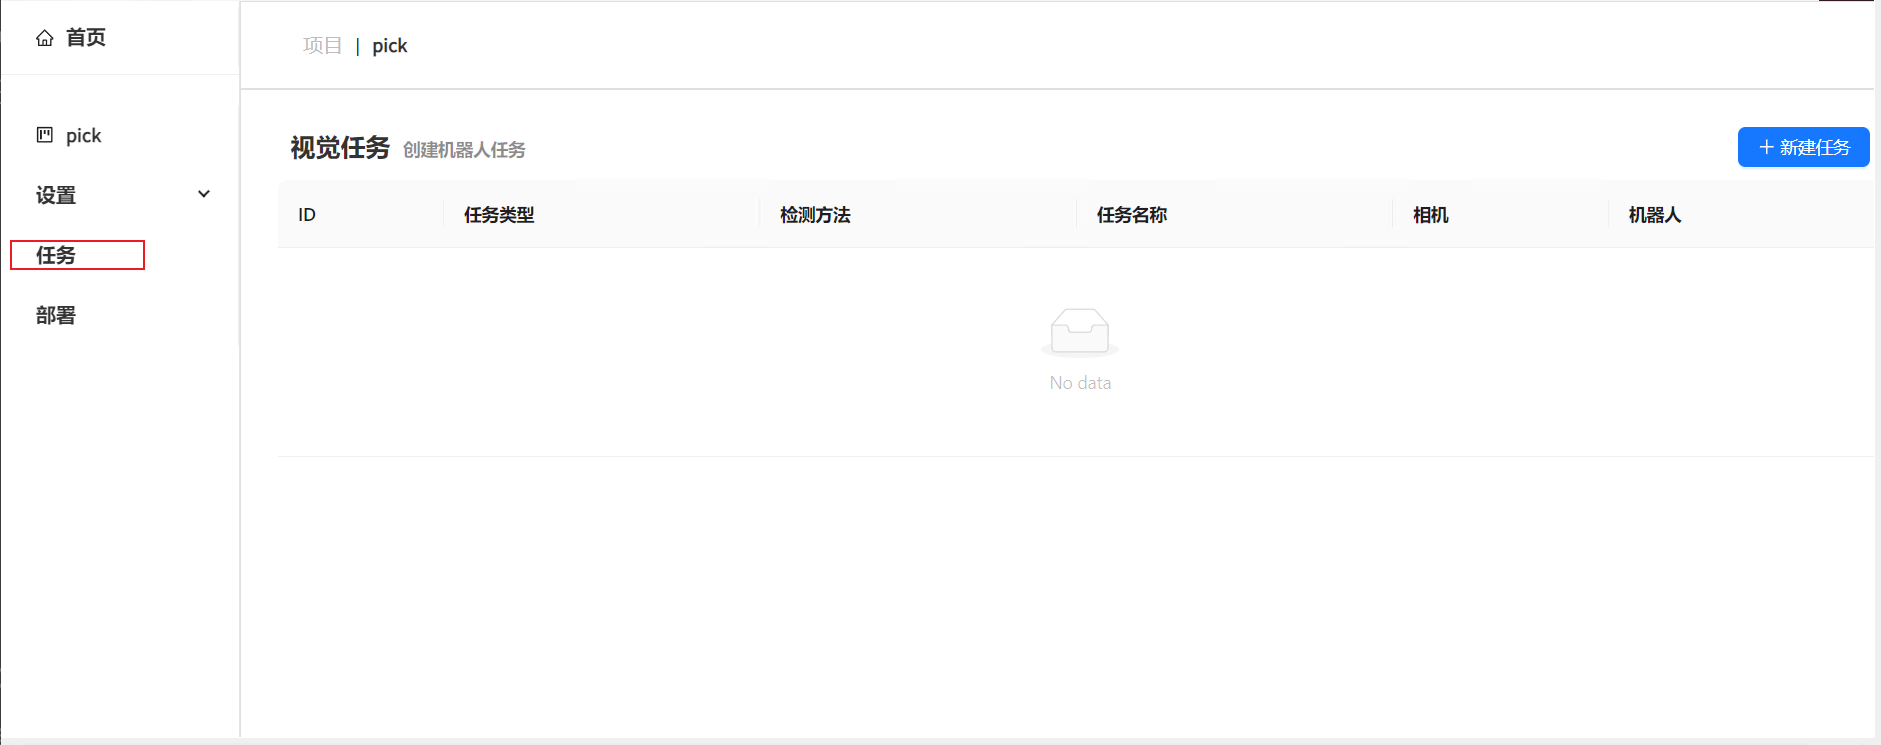 首页
项目 | pick
pick
设置
任务
部署
视觉任务 创建机器人任务
+ 新建任务
ID 任务类型 检测方法 任务名称 相机 机器人
No data